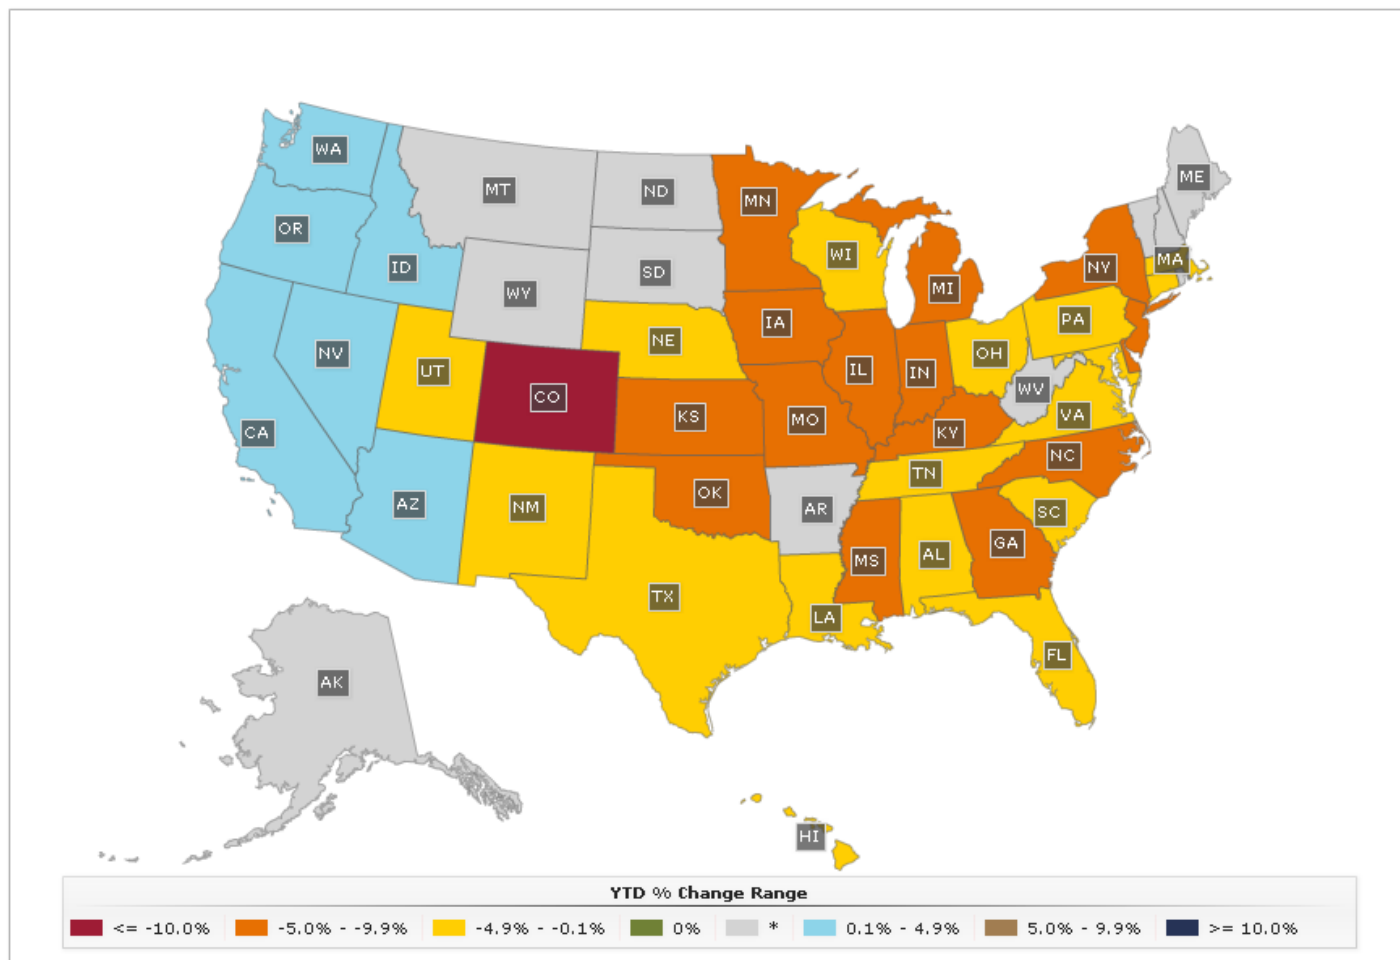 WA
MT
ND
MN
ME
OR
ID
WY
SD
WI
MI
NY
MA
NV
UT
NE
IA
IL
IN
OH
PA
CA
CO
KS
MO
KY
WV
VA
AZ
NM
OK
AR
TN
NC
SC
TX
LA
MS
AL
GA
FL
AK
HI
YTD % Change Range
<= -10.0% -5.0% - -9.9% -4.9% - -0.1% 0% * 0.1% - 4.9% 5.0% - 9.9% >= 10.0%